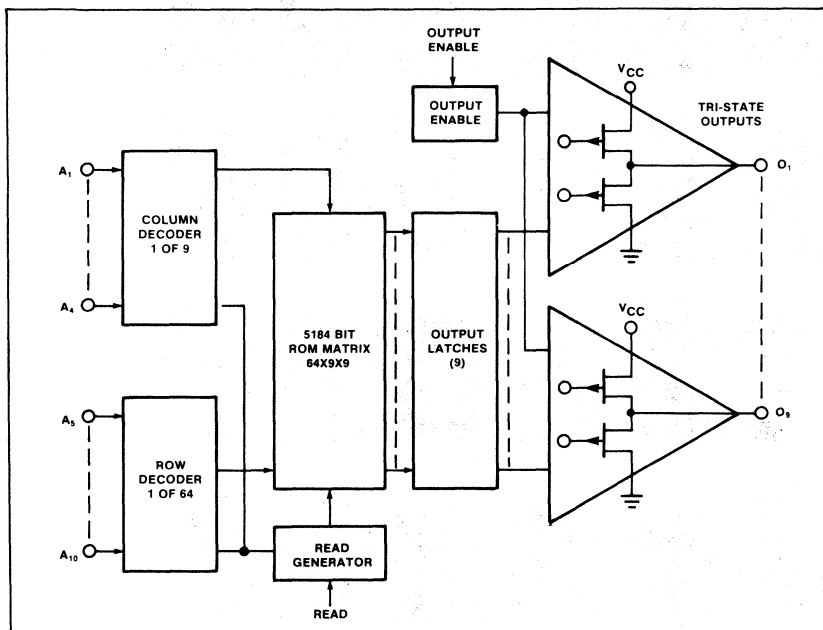 OUTPUT
ENABLE
OUTPUT
ENABLE
VCC
TRI-STATE
OUTPUTS
O1
A1
COLUMN
DECODER
1 OF 9
A4
5184 BIT
ROM MATRIX
64X9X9
OUTPUT
LATCHES
(9)
VCC
O9
A5
ROW
DECODER
1 OF 64
A10
READ
GENERATOR
READ